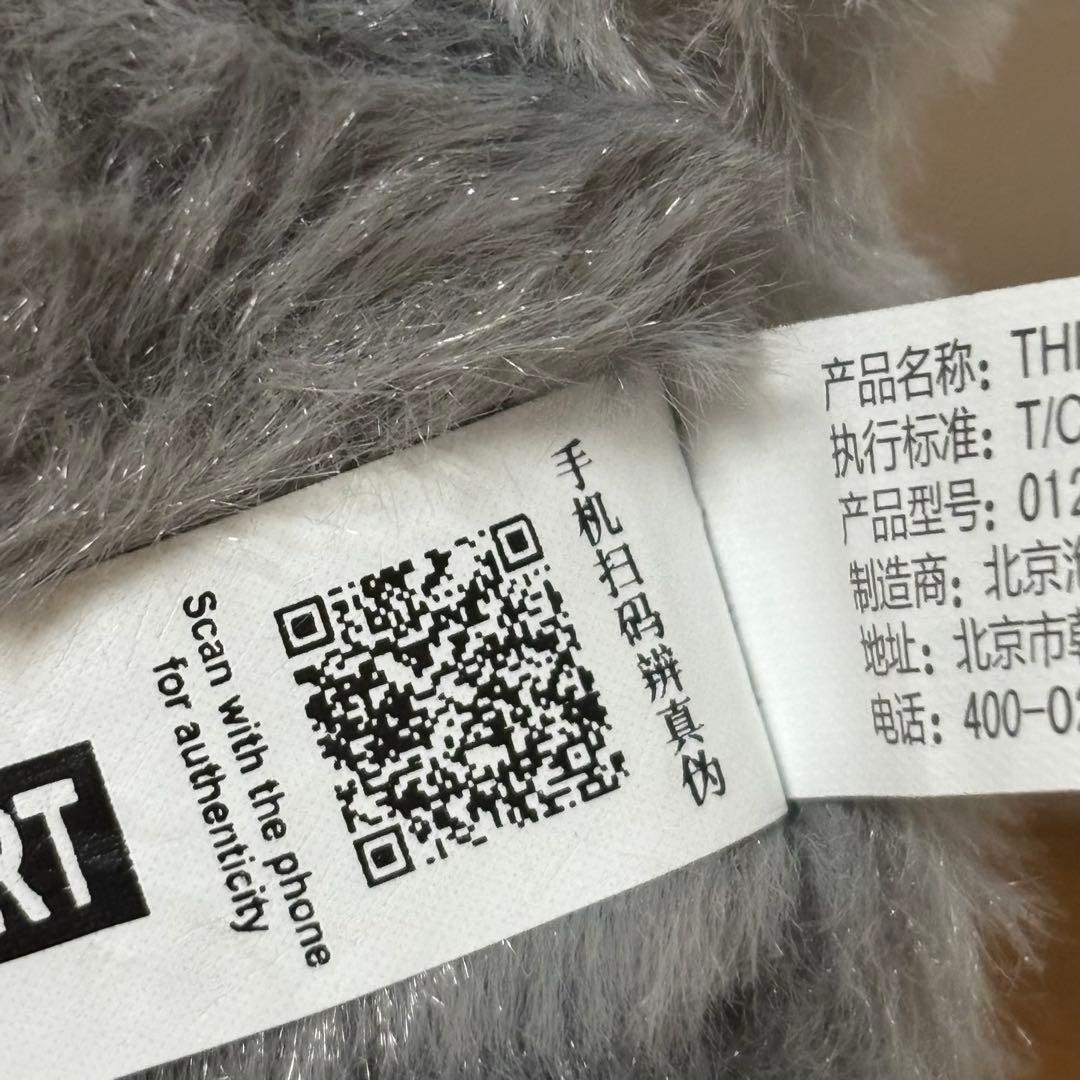 RT
Scan with the phone
for authenticity
手机扫码辨真伪
产品名称: TH
执行标准: T/C
产品型号: 012
制造商: 北京
地址: 北京市朝
电话: 400-0